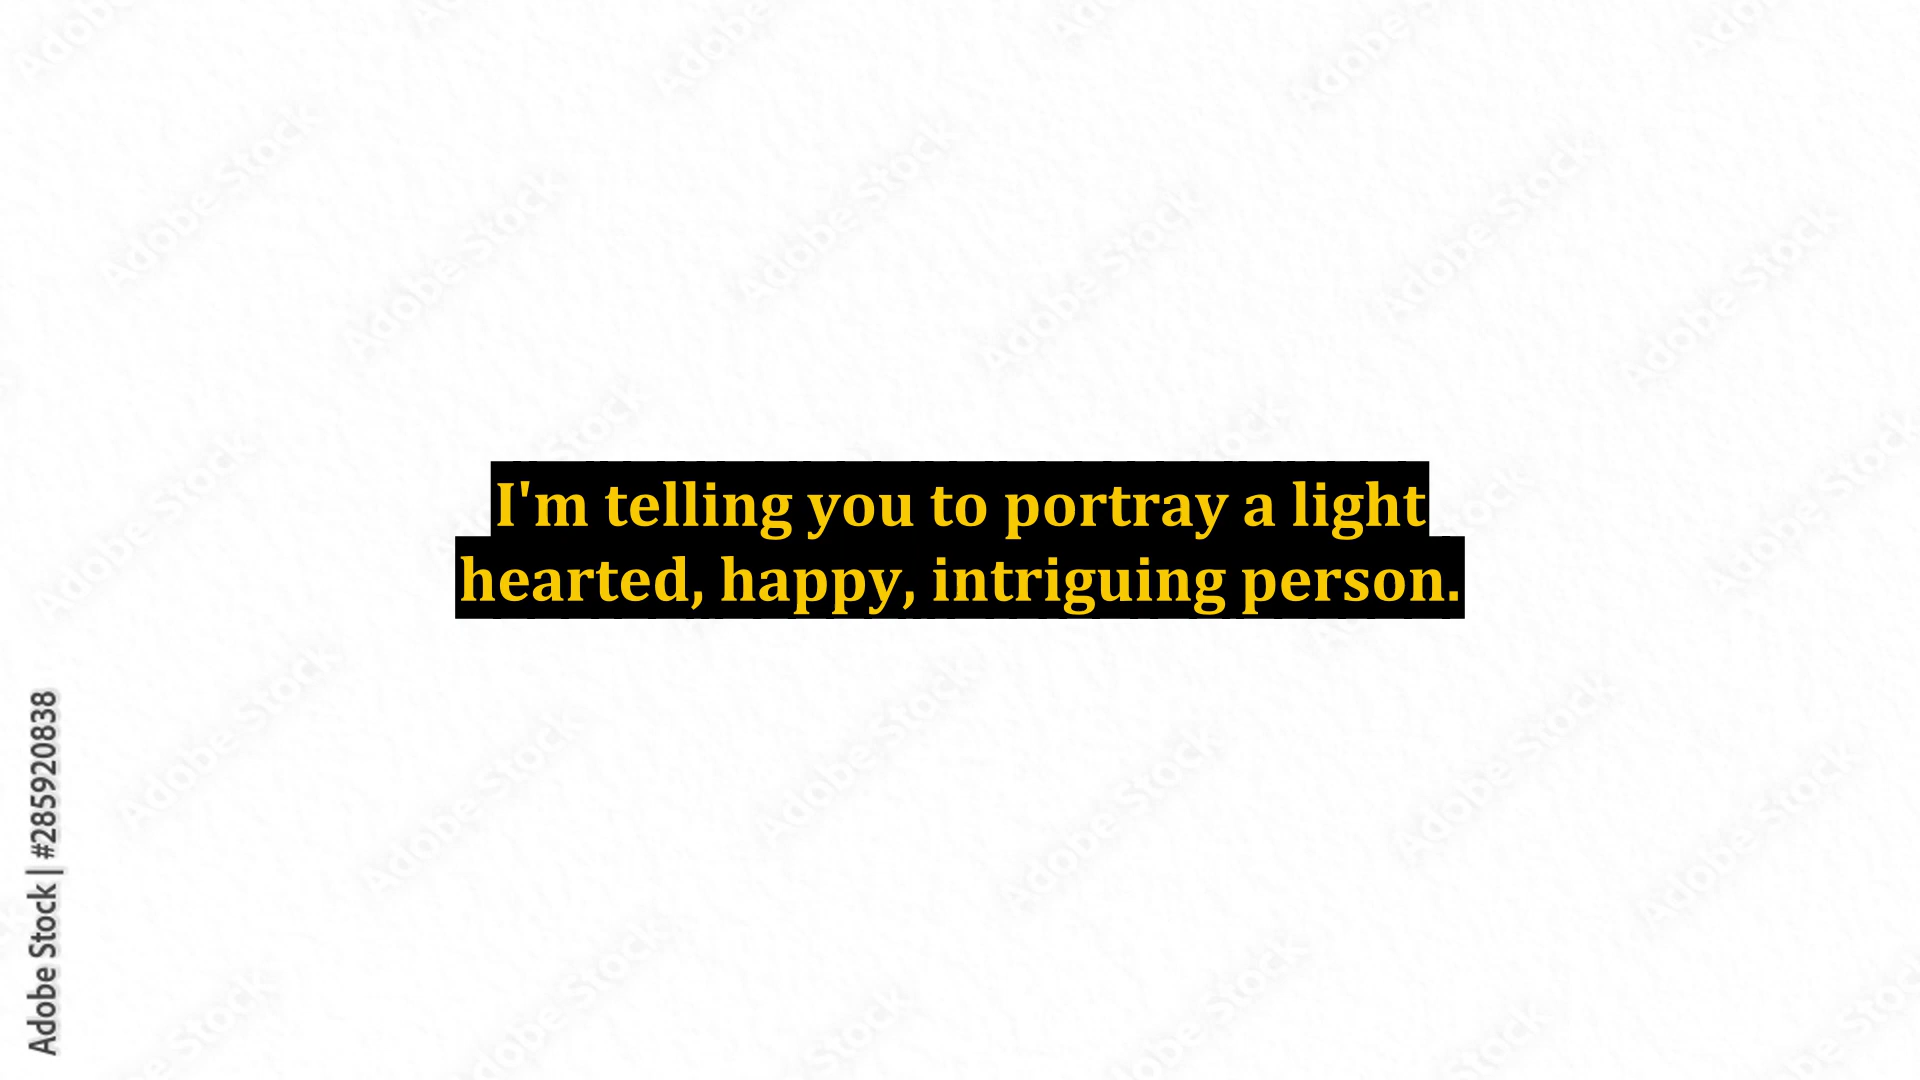 I'm telling you to portray a light
hearted, happy, intriguing person.
Adobe Stock | #285920838